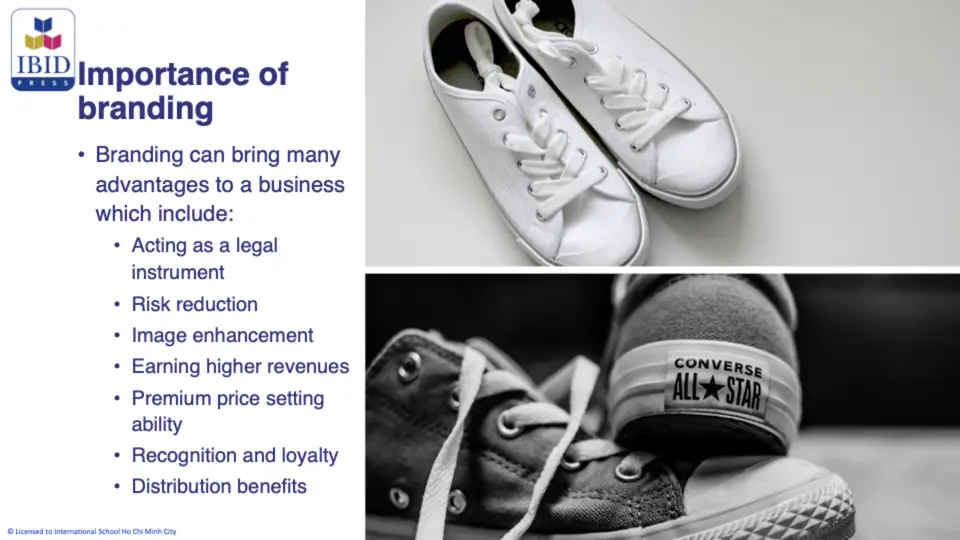 IBID
PRESS
Importance of
branding
• Branding can bring many
advantages to a business
which include:
• Acting as a legal
instrument
• Risk reduction
• Image enhancement
• Earning higher revenues
• Premium price setting
ability
• Recognition and loyalty
• Distribution benefits
CONVERSE
ALL★STAR
© Licensed to International School Ho Chi Minh City